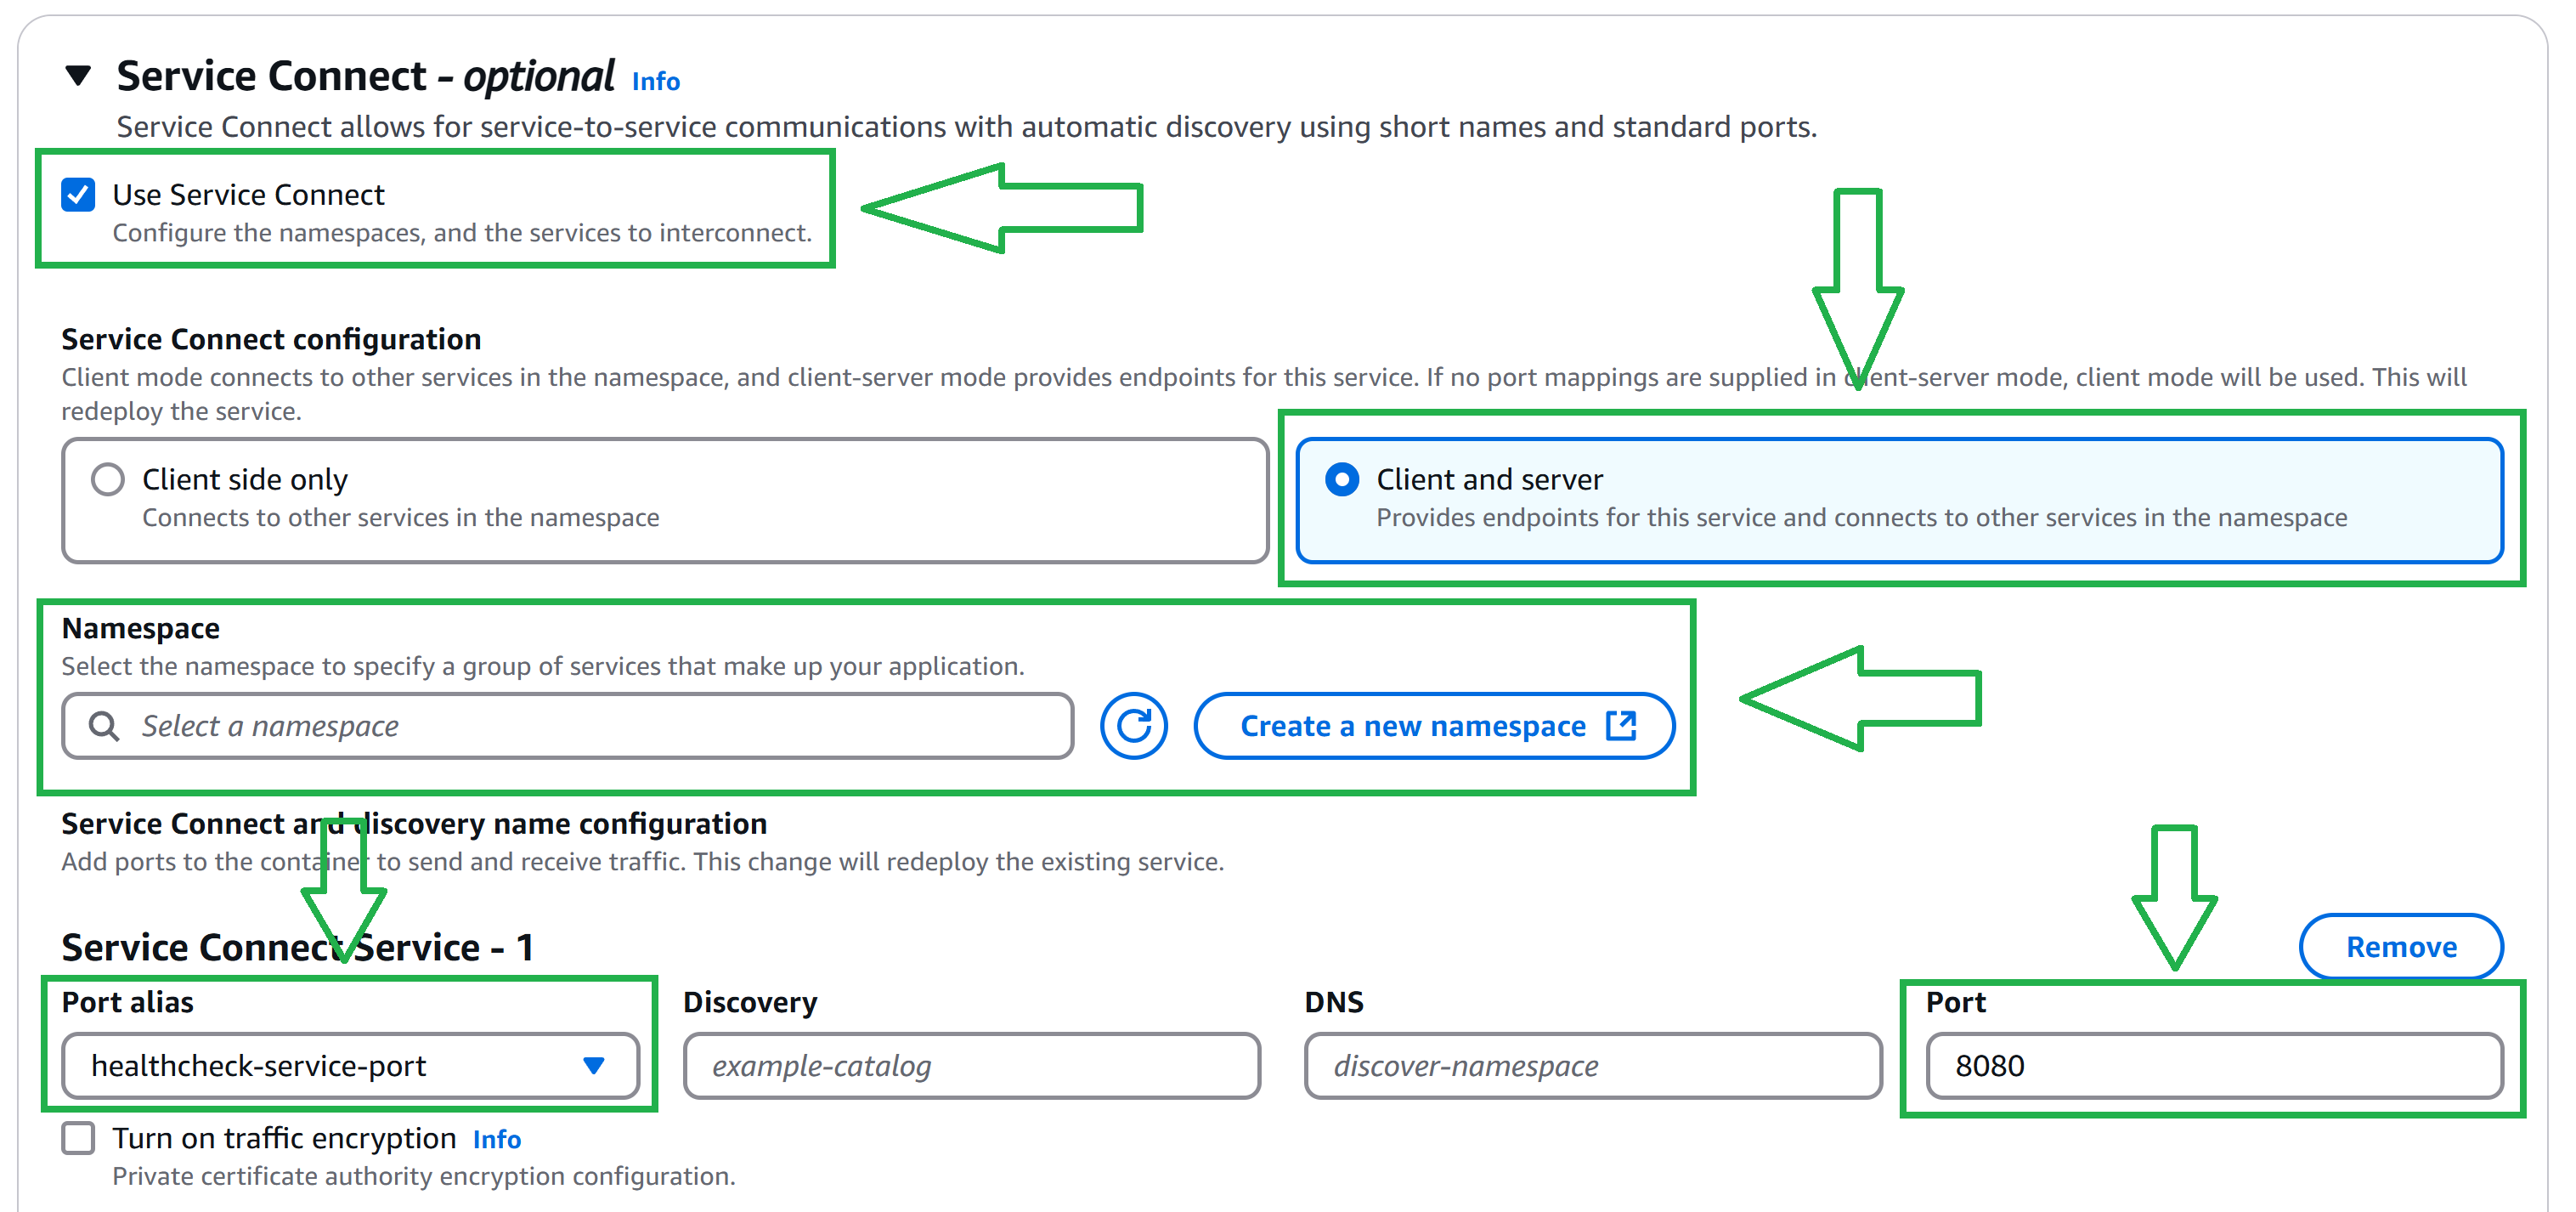 Service Connect - optional Info
Service Connect allows for service-to-service communications with automatic discovery using short names and standard ports.
Use Service Connect
Configure the namespaces, and the services to interconnect.
Service Connect configuration
Client mode connects to other services in the namespace, and client-server mode provides endpoints for this service. If no port mappings are supplied in client-server mode, client mode will be used. This will
redeploy the service.
Client side only
Connects to other services in the namespace
Client and server
Provides endpoints for this service and connects to other services in the namespace
Namespace
Select the namespace to specify a group of services that make up your application.
Select a namespace
Create a new namespace
Service Connect and discovery name configuration
Add ports to the container to send and receive traffic. This change will redeploy the existing service.
Service Connect Service - 1
Remove
Port alias
Discovery
DNS
Port
healthcheck-service-port
example-catalog
discover-namespace
8080
Turn on traffic encryption Info
Private certificate authority encryption configuration.